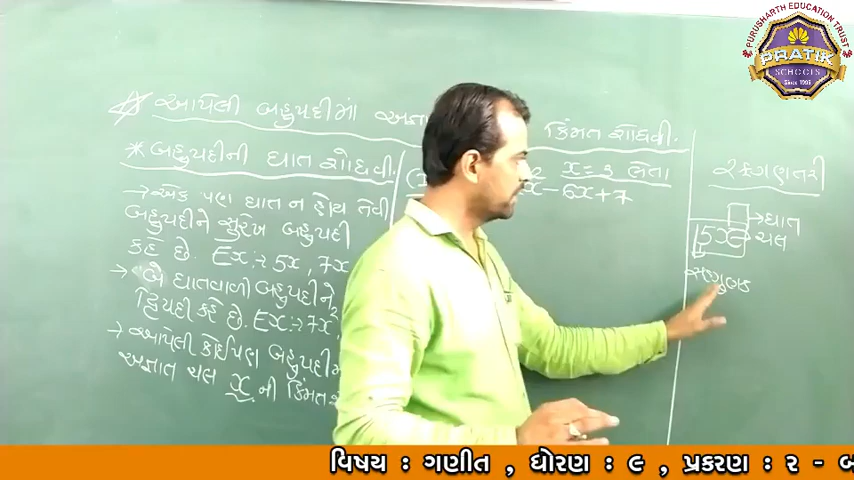 PURUSHARTH EDUCATION TRUST
PRATIK
SCHOOLS
Since 1995
આપેલી બહુપદીમાં
કિંમત શોધવી.
* બહુપદીની ઘાત શોધવી.
→ એક પણ ઘાત ન હોય તેવી
બહુપદીને સુરેખ બહુપદી
કહે છે. Ex :- 5x, 7x
→ બે ઘાતવાળી બહુપદીને
દ્વિપદી કહે છે. Ex :- 7x²,
→ આપેલી કોઈપણ બહુપદીમાં
અજ્ઞાત ચલ x ની કિંમત
x = 3 લેતા
- 6x + 7
રફગણતરી
→ ઘાત
5x → ચલ
સહગુણક
વિષય : ગણીત , ધોરણ : ૯ , પ્રકરણ : ૨ -